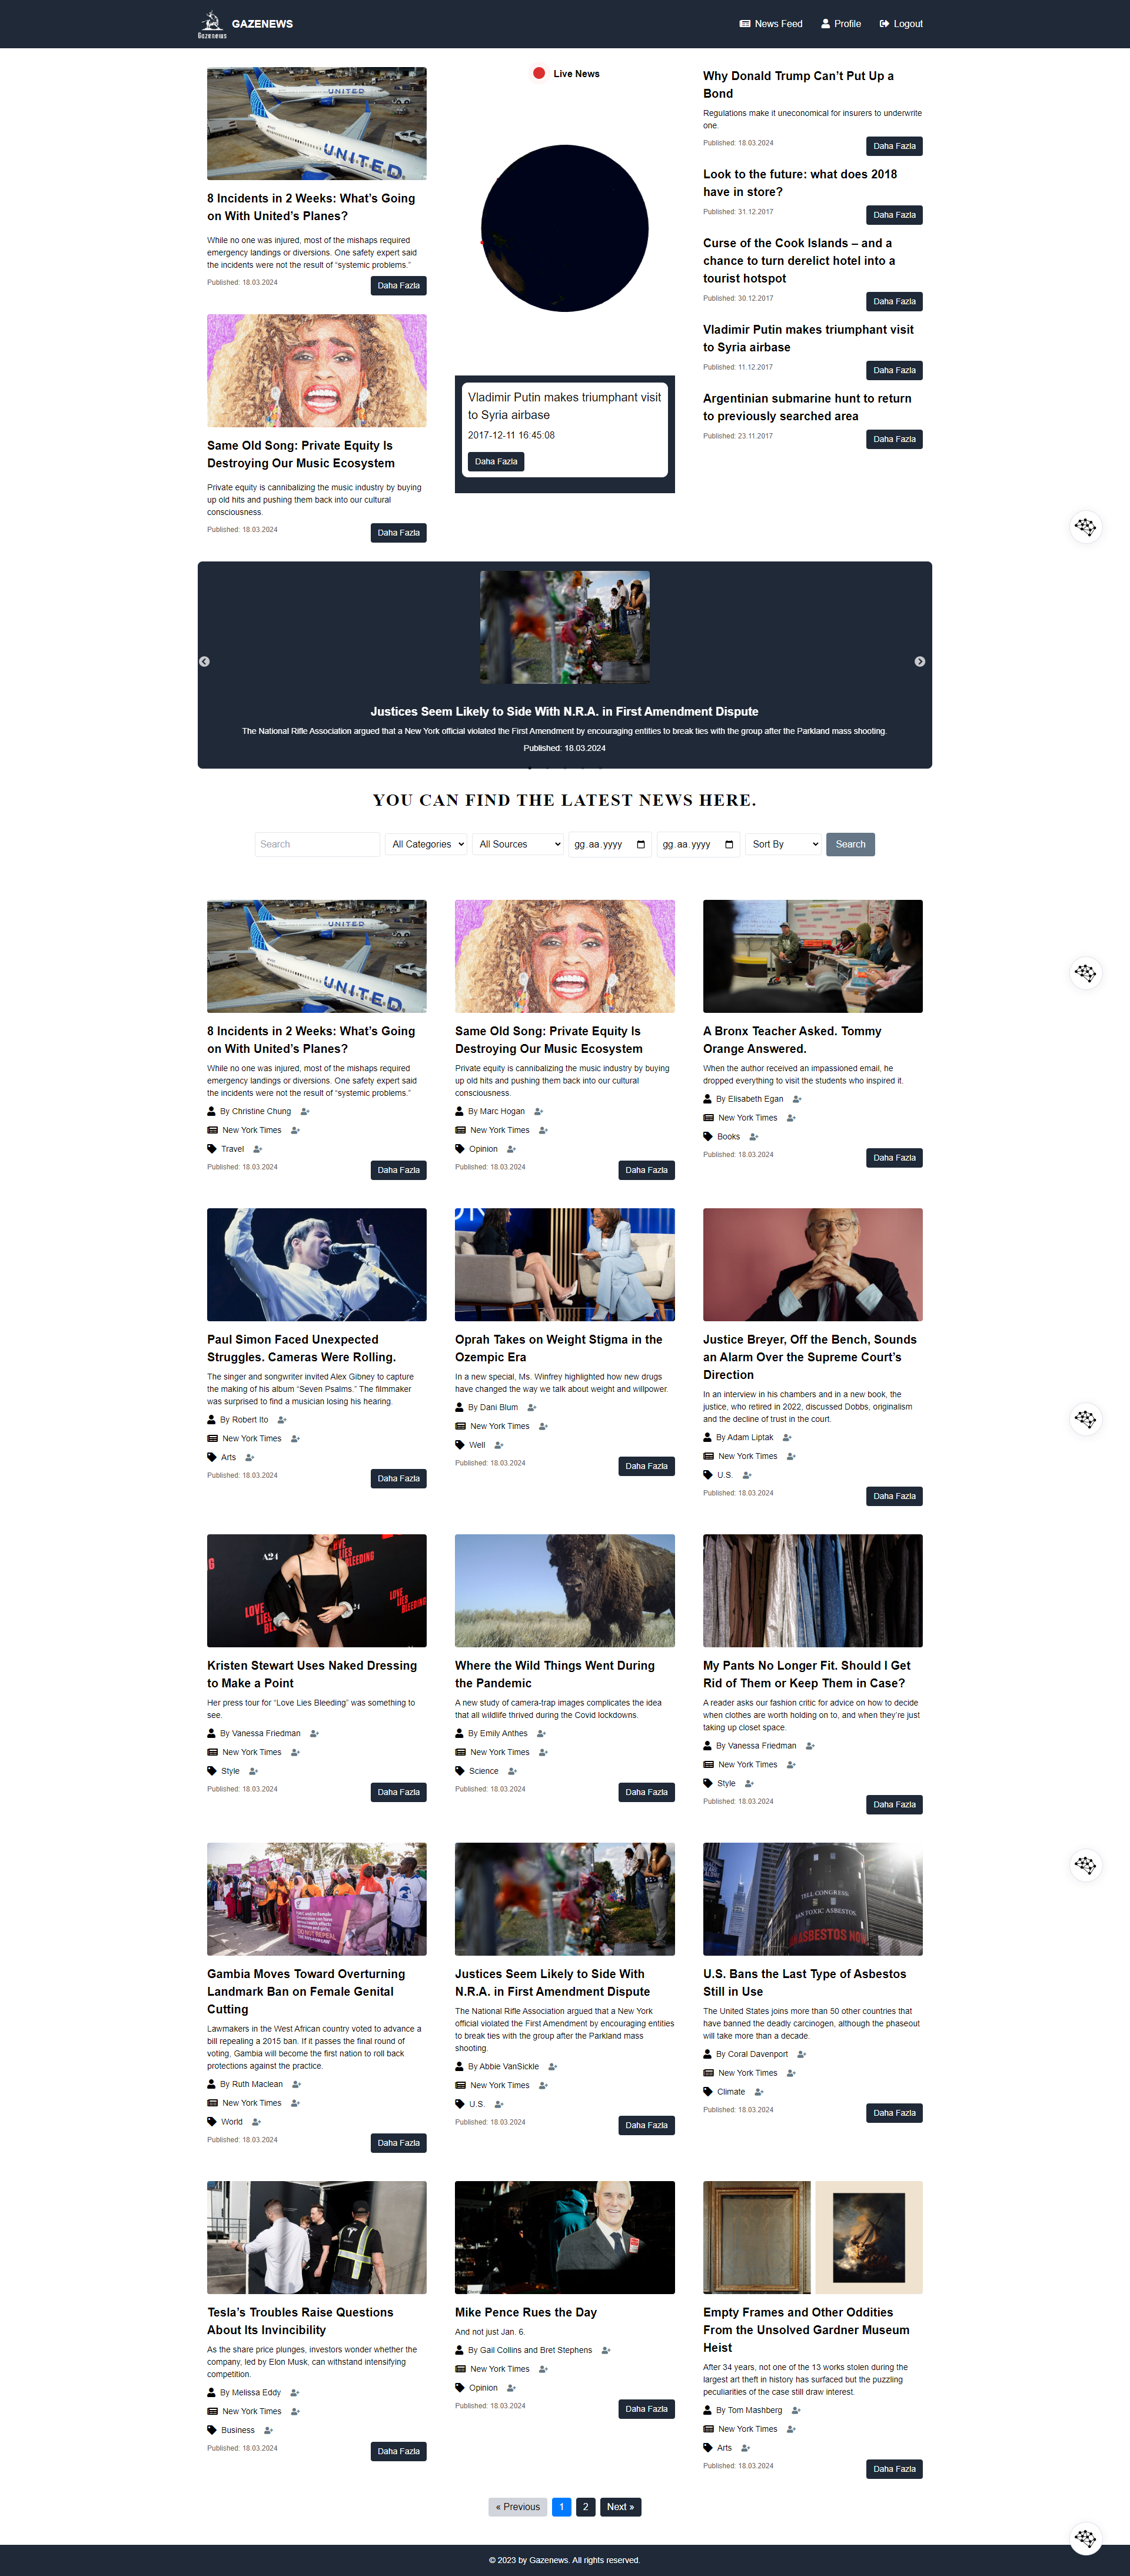 Gazenews
GAZENEWS
News Feed
Profile
Logout
UNITED
UNITED
8 Incidents in 2 Weeks: What’s Going
on With United’s Planes?
While no one was injured, most of the mishaps required
emergency landings or diversions. One safety expert said
the incidents were not the result of “systemic problems.”
Published: 18.03.2024
Daha Fazla
Same Old Song: Private Equity Is
Destroying Our Music Ecosystem
Private equity is cannibalizing the music industry by buying
up old hits and pushing them back into our cultural
consciousness.
Published: 18.03.2024
Daha Fazla
Live News
Vladimir Putin makes triumphant visit
to Syria airbase
2017-12-11 16:45:08
Daha Fazla
Why Donald Trump Can’t Put Up a
Bond
Regulations make it uneconomical for insurers to underwrite
one.
Published: 18.03.2024
Daha Fazla
Look to the future: what does 2018
have in store?
Published: 31.12.2017
Daha Fazla
Curse of the Cook Islands – and a
chance to turn derelict hotel into a
tourist hotspot
Published: 30.12.2017
Daha Fazla
Vladimir Putin makes triumphant visit
to Syria airbase
Published: 11.12.2017
Daha Fazla
Argentinian submarine hunt to return
to previously searched area
Published: 23.11.2017
Daha Fazla
Justices Seem Likely to Side With N.R.A. in First Amendment Dispute
The National Rifle Association argued that a New York official violated the First Amendment by encouraging entities to break ties with the group after the Parkland mass shooting.
Published: 18.03.2024
YOU CAN FIND THE LATEST NEWS HERE.
Search
All Categories
All Sources
gg.aa.yyyy
gg.aa.yyyy
Sort By
Search
UNITED
UNITED
8 Incidents in 2 Weeks: What’s Going
on With United’s Planes?
While no one was injured, most of the mishaps required
emergency landings or diversions. One safety expert said
the incidents were not the result of “systemic problems.”
By Christine Chung
New York Times
Travel
Published: 18.03.2024
Daha Fazla
Same Old Song: Private Equity Is
Destroying Our Music Ecosystem
Private equity is cannibalizing the music industry by buying
up old hits and pushing them back into our cultural
consciousness.
By Marc Hogan
New York Times
Opinion
Published: 18.03.2024
Daha Fazla
A Bronx Teacher Asked. Tommy
Orange Answered.
When the author received an impassioned email, he
dropped everything to visit the students who inspired it.
By Elisabeth Egan
New York Times
Books
Published: 18.03.2024
Daha Fazla
Paul Simon Faced Unexpected
Struggles. Cameras Were Rolling.
The singer and songwriter invited Alex Gibney to capture
the making of his album “Seven Psalms.” The filmmaker
was surprised to find a musician losing his hearing.
By Robert Ito
New York Times
Arts
Published: 18.03.2024
Daha Fazla
Oprah Takes on Weight Stigma in the
Ozempic Era
In a new special, Ms. Winfrey highlighted how new drugs
have changed the way we talk about weight and willpower.
By Dani Blum
New York Times
Well
Published: 18.03.2024
Daha Fazla
Justice Breyer, Off the Bench, Sounds
an Alarm Over the Supreme Court’s
Direction
In an interview in his chambers and in a new book, the
justice, who retired in 2022, discussed Dobbs, originalism
and the decline of trust in the court.
By Adam Liptak
New York Times
U.S.
Published: 18.03.2024
Daha Fazla
A24
LOVE
LIES
BLEEDING
Kristen Stewart Uses Naked Dressing
to Make a Point
Her press tour for “Love Lies Bleeding” was something to
see.
By Vanessa Friedman
New York Times
Style
Published: 18.03.2024
Daha Fazla
Where the Wild Things Went During
the Pandemic
A new study of camera-trap images complicates the idea
that all wildlife thrived during the Covid lockdowns.
By Emily Anthes
New York Times
Science
Published: 18.03.2024
Daha Fazla
My Pants No Longer Fit. Should I Get
Rid of Them or Keep Them in Case?
A reader asks our fashion critic for advice on how to decide
when clothes are worth holding on to, and when they’re just
taking up closet space.
By Vanessa Friedman
New York Times
Style
Published: 18.03.2024
Daha Fazla
DO NOT REPEAL
Gambia Moves Toward Overturning
Landmark Ban on Female Genital
Cutting
Lawmakers in the West African country voted to advance a
bill repealing a 2015 ban. If it passes the final round of
voting, Gambia will become the first nation to roll back
protections against the practice.
By Ruth Maclean
New York Times
World
Published: 18.03.2024
Daha Fazla
Justices Seem Likely to Side With
N.R.A. in First Amendment Dispute
The National Rifle Association argued that a New York
official violated the First Amendment by encouraging entities
to break ties with the group after the Parkland mass
shooting.
By Abbie VanSickle
New York Times
U.S.
Published: 18.03.2024
Daha Fazla
TELL CONGRESS:
BAN TOXIC ASBESTOS.
ASBESTOS NOW
U.S. Bans the Last Type of Asbestos
Still in Use
The United States joins more than 50 other countries that
have banned the deadly carcinogen, although the phaseout
will take more than a decade.
By Coral Davenport
New York Times
Climate
Published: 18.03.2024
Daha Fazla
Tesla’s Troubles Raise Questions
About Its Invincibility
As the share price plunges, investors wonder whether the
company, led by Elon Musk, can withstand intensifying
competition.
By Melissa Eddy
New York Times
Business
Published: 18.03.2024
Daha Fazla
Mike Pence Rues the Day
And not just Jan. 6.
By Gail Collins and Bret Stephens
New York Times
Opinion
Published: 18.03.2024
Daha Fazla
Empty Frames and Other Oddities
From the Unsolved Gardner Museum
Heist
After 34 years, not one of the 13 works stolen during the
largest art theft in history has surfaced but the puzzling
peculiarities of the case still draw interest.
By Tom Mashberg
New York Times
Arts
Published: 18.03.2024
Daha Fazla
« Previous
1
2
Next »
© 2023 by Gazenews. All rights reserved.